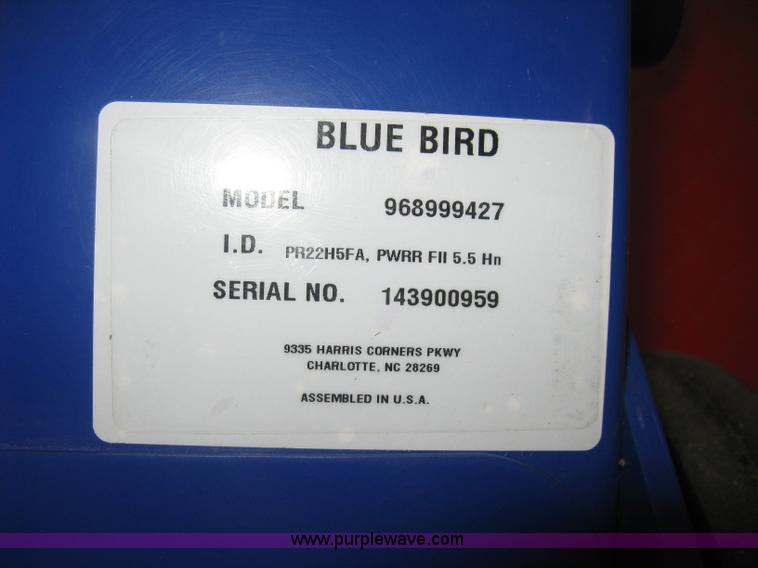 BLUE BIRD
MODEL 968999427
I.D. PR22H5FA, PWRR FII 5.5 Hn
SERIAL NO. 143900959
9335 HARRIS CORNERS PKWY
CHARLOTTE, NC 28269
ASSEMBLED IN U.S.A.
www.purplewave.com